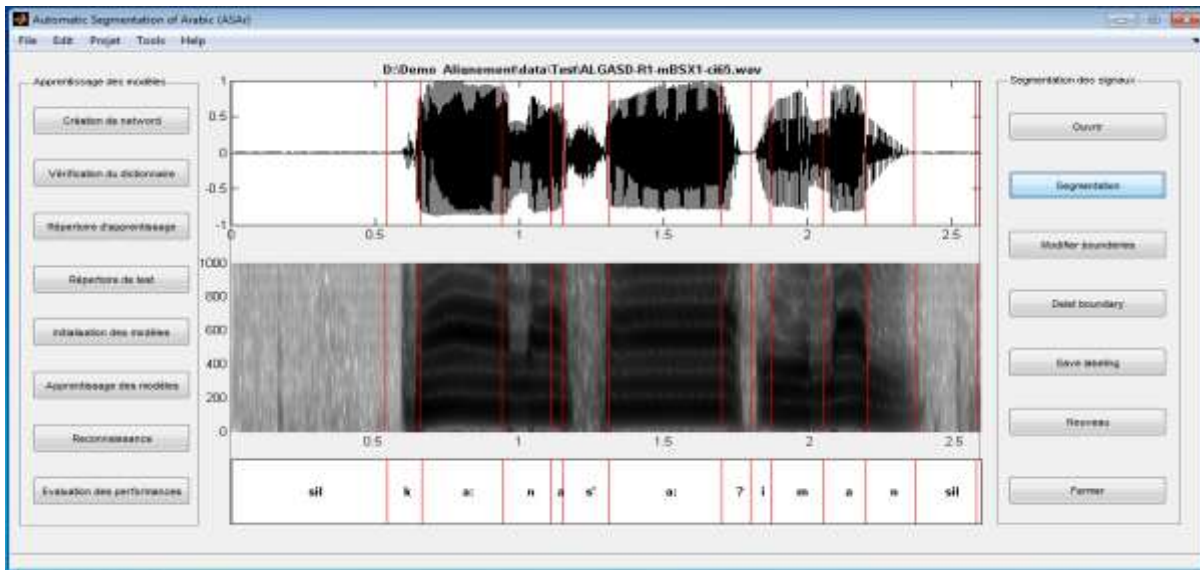 Automatic Segmentation of Arabic (ASAr)
File Edit Projet Tools Help
D:\Demo Alignement\data\Test\ALGASD-R1-mBSX1-ci65.wav
Apprentissage des modèles
Création de netword
Vérification du dictionnaire
Répertoire d'apprentissage
Répertoire de test
Initialisation des modèles
Apprentissage des modèles
Reconnaissance
Evaluation des performances
1
0.5
0
-0.5
-1
0 0.5 1 1.5 2 2.5
1000
800
600
400
200
0
0.5 1 1.5 2 2.5
sil k a: n a s' a: ? i m a n sil
Segmentation des signaux
Ouvrir
Segmentation
Modifier bounderies
Delet boundary
Save labeling
Nouveau
Fermer